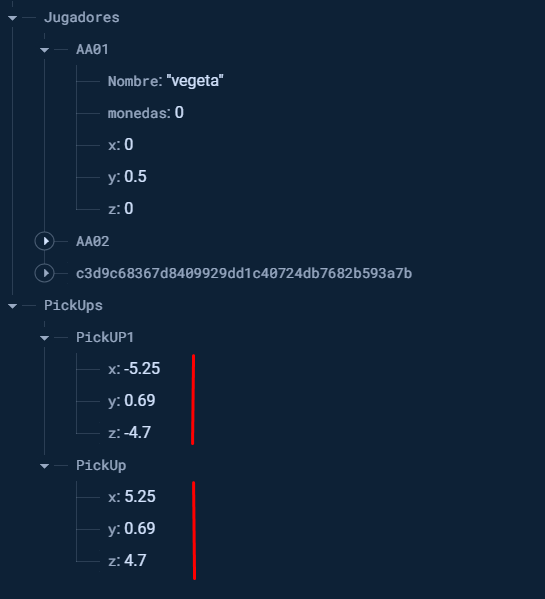 Jugadores
AA01
Nombre: "vegeta"
monedas: 0
x: 0
y: 0.5
z: 0
AA02
c3d9c68367d8409929dd1c40724db7682b593a7b
PickUps
PickUP1
x: -5.25
y: 0.69
z: -4.7
PickUp
x: 5.25
y: 0.69
z: 4.7